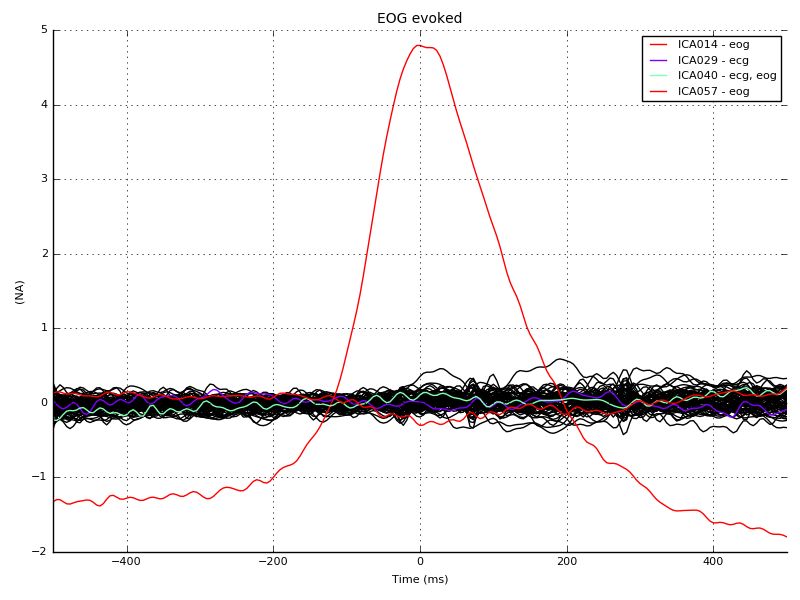 EOG evoked
5
4
3
2
1
0
−1
−2
(NA)
ICA014 - eog
ICA029 - ecg
ICA040 - ecg, eog
ICA057 - eog
−400
−200
0
200
400
Time (ms)